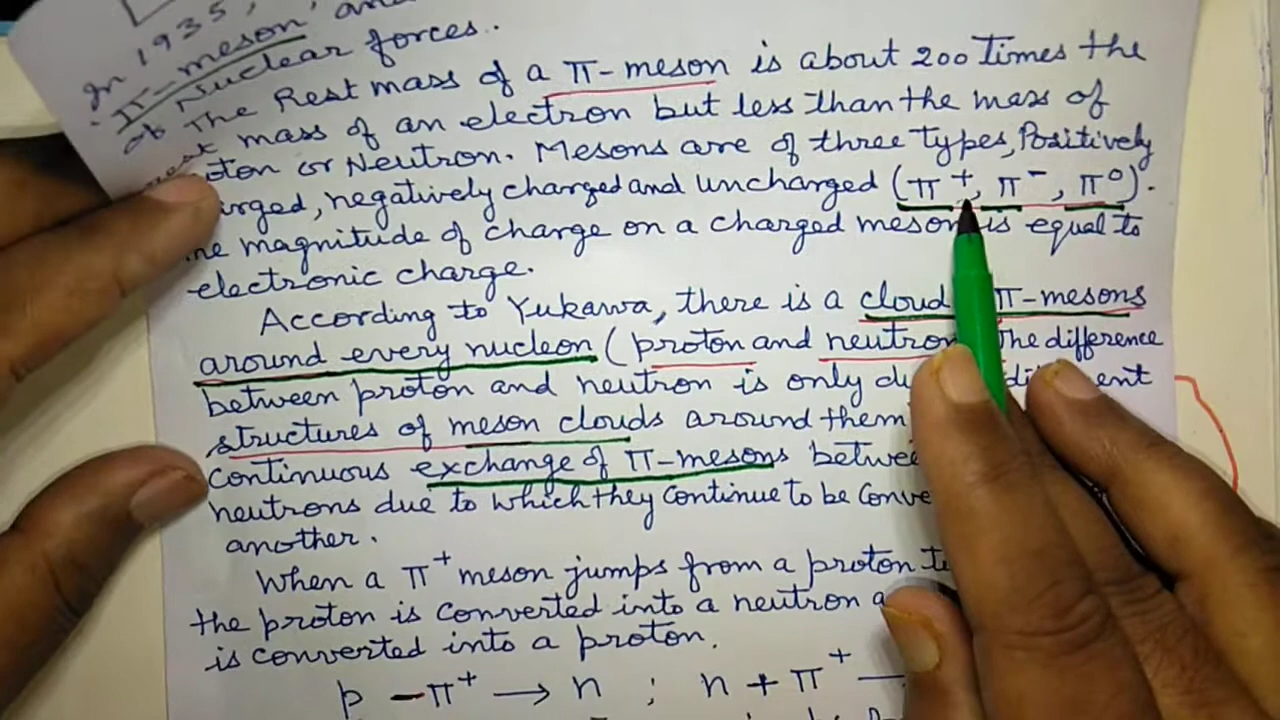 In 1935,
π-meson and
Nuclear forces.
The Rest mass of a π-meson is about 200 Times the
mass of an electron but less than the mass of
or Neutron. Mesons are of three types, Positively
negatively charged and uncharged (π⁺, π⁻, π⁰).
magnitude of charge on a charged meson is equal to
electronic charge.
According to Yukawa, there is a cloud π-mesons
around every nucleon (proton and neutron The difference
between proton and neutron is only
structures of meson clouds around them
continuous exchange of π-mesons
neutrons due to which they continue to be
another.
When a π⁺ meson jumps from a proton
the proton is converted into a neutron
is converted into a proton.
p - π⁺ → n ; n + π⁺